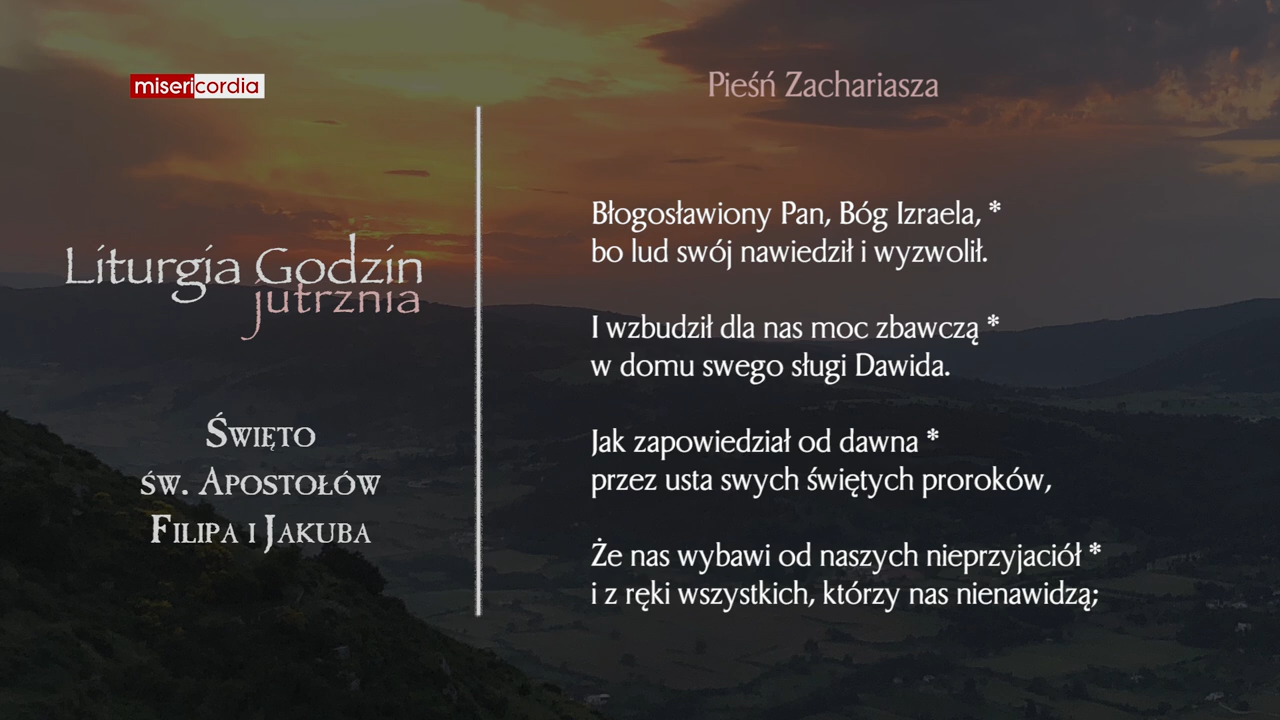 misericordia
Liturgia Godzin
jutrznia
Święto
św. Apostołów
Filipa i Jakuba
Pieśń Zachariasza
Błogosławiony Pan, Bóg Izraela, *
bo lud swój nawiedził i wyzwolił.
I wzbudził dla nas moc zbawczą *
w domu swego sługi Dawida.
Jak zapowiedział od dawna *
przez usta swych świętych proroków,
Że nas wybawi od naszych nieprzyjaciół *
i z ręki wszystkich, którzy nas nienawidzą;